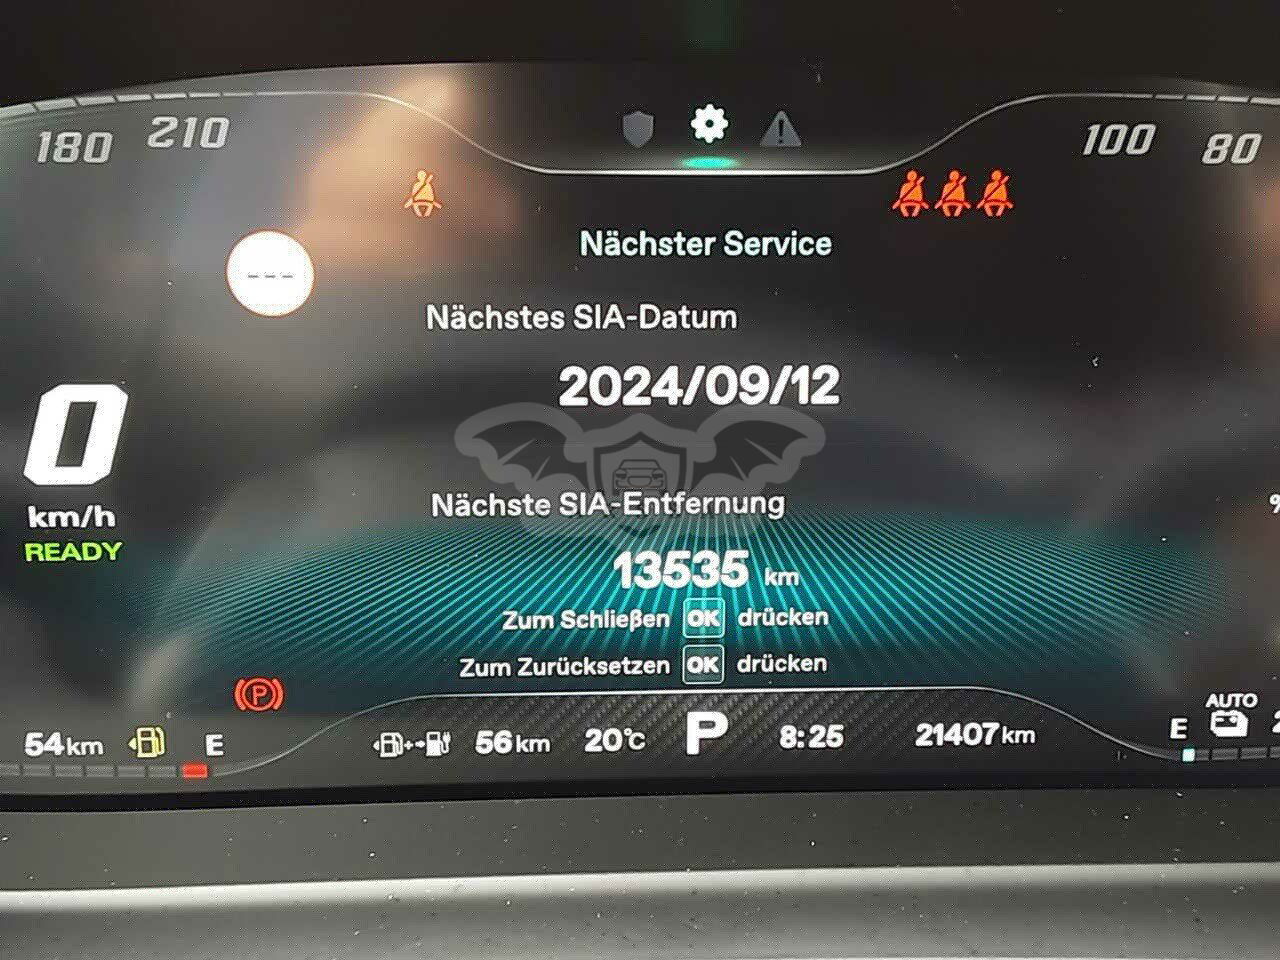 180 210
100 80
---
Nächster Service
Nächstes SIA-Datum
2024/09/12
0
km/h
READY
Nächste SIA-Entfernung
%
13535 km
Zum Schließen OK drücken
Zum Zurücksetzen OK drücken
P
AUTO
54km E 56km 20°C P 8:25 21407km E